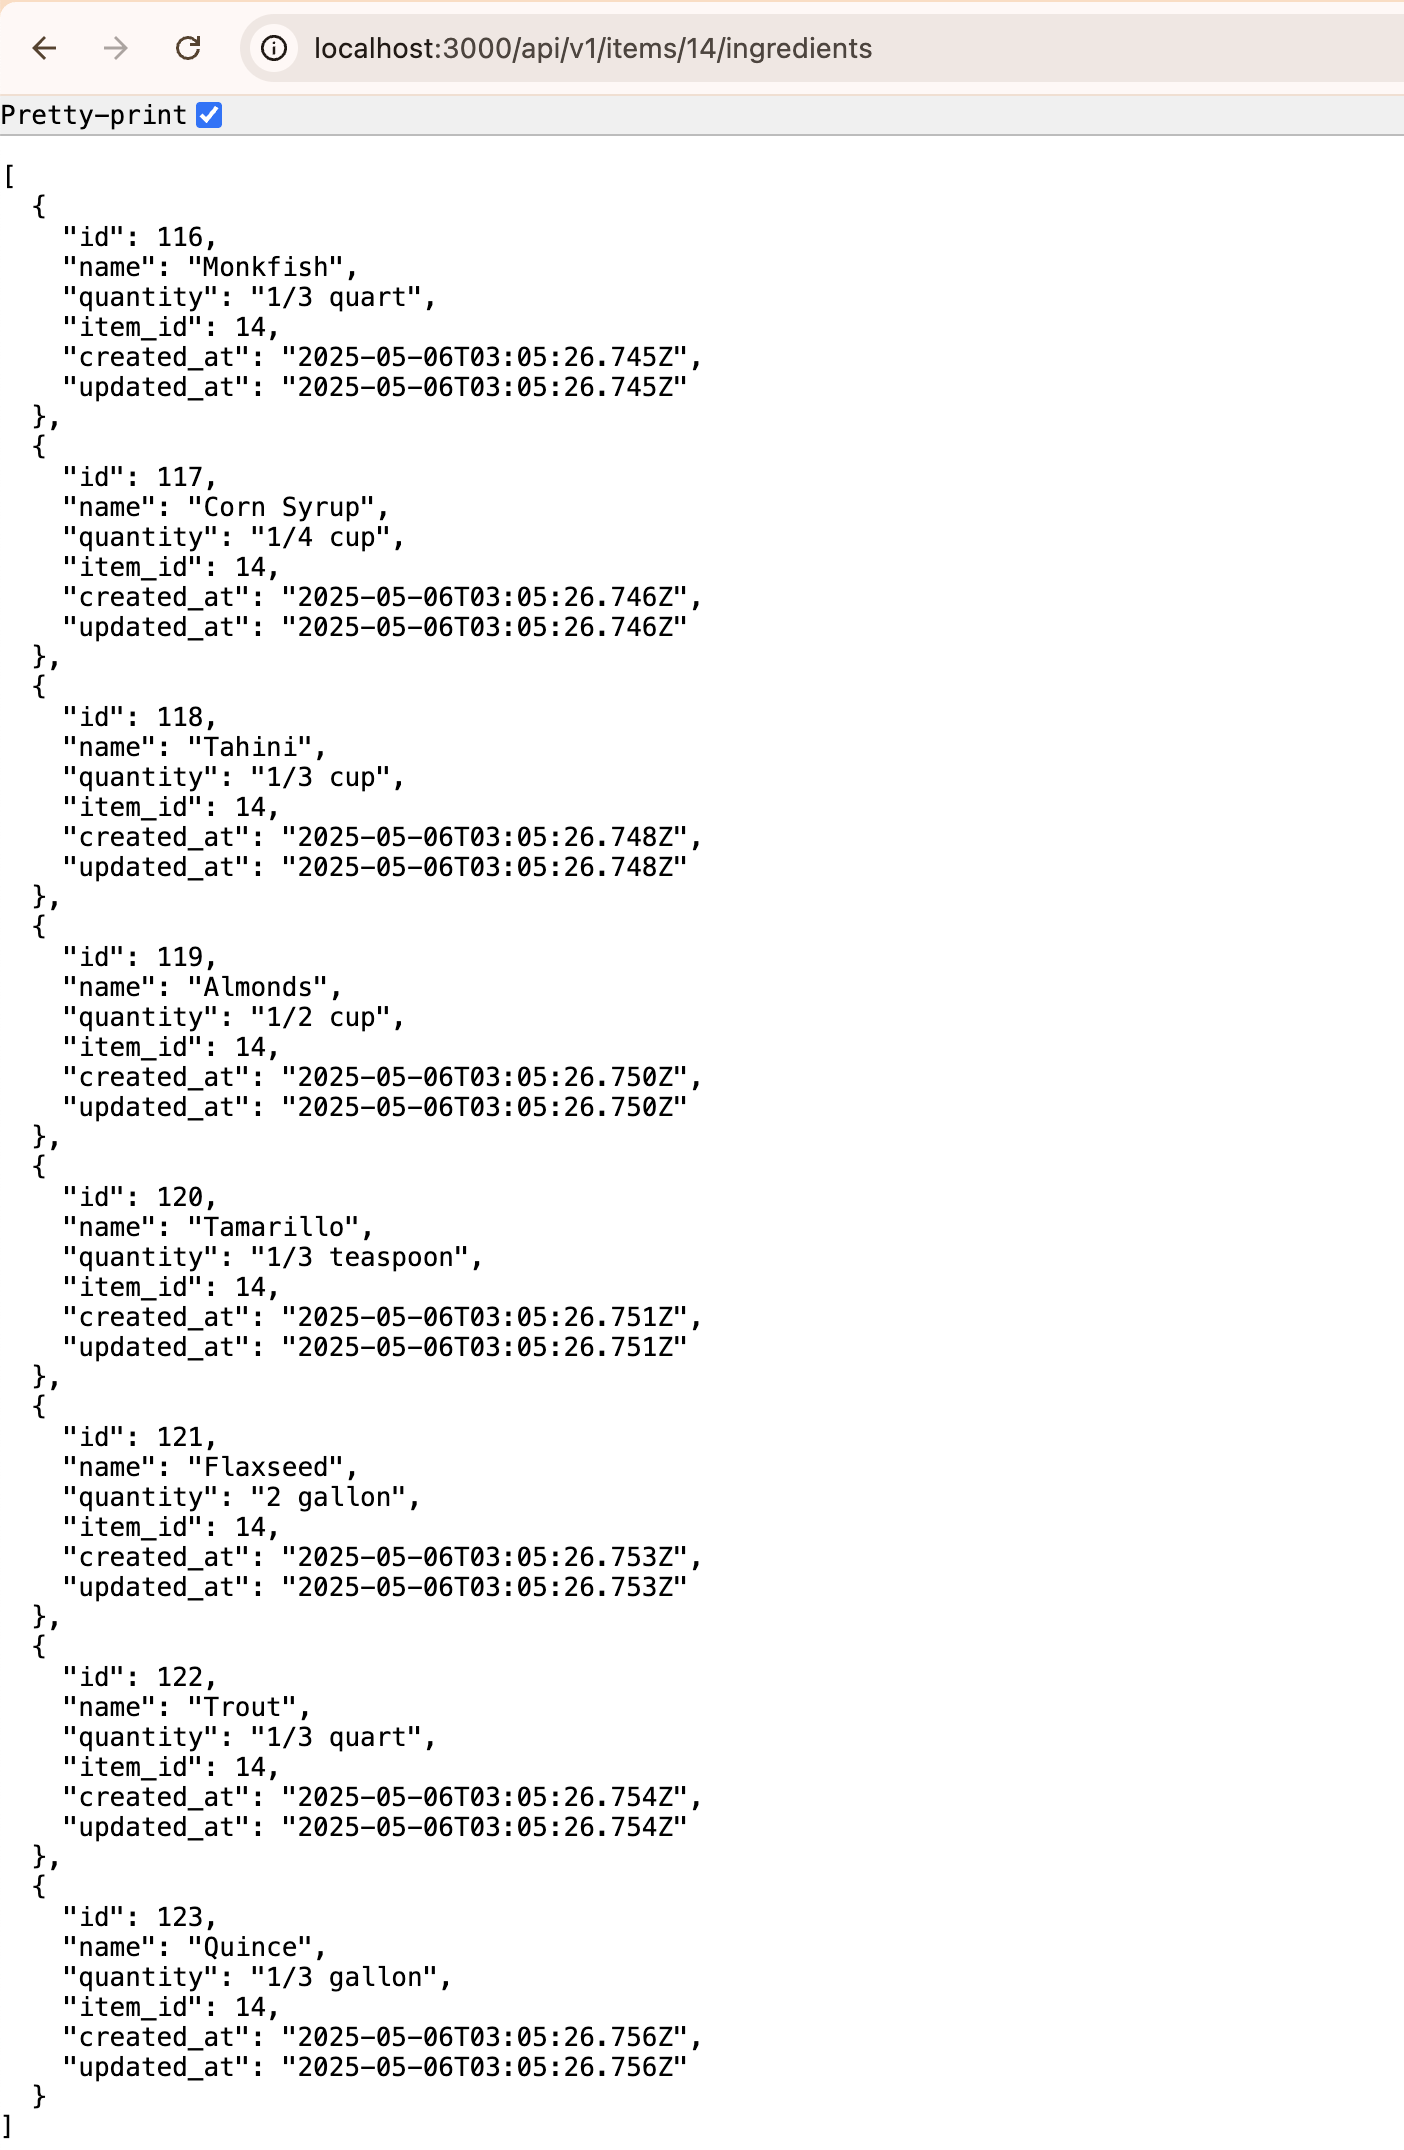 localhost:3000/api/v1/items/14/ingredients
Pretty-print
[
  {
    "id": 116,
    "name": "Monkfish",
    "quantity": "1/3 quart",
    "item_id": 14,
    "created_at": "2025-05-06T03:05:26.745Z",
    "updated_at": "2025-05-06T03:05:26.745Z"
  },
  {
    "id": 117,
    "name": "Corn Syrup",
    "quantity": "1/4 cup",
    "item_id": 14,
    "created_at": "2025-05-06T03:05:26.746Z",
    "updated_at": "2025-05-06T03:05:26.746Z"
  },
  {
    "id": 118,
    "name": "Tahini",
    "quantity": "1/3 cup",
    "item_id": 14,
    "created_at": "2025-05-06T03:05:26.748Z",
    "updated_at": "2025-05-06T03:05:26.748Z"
  },
  {
    "id": 119,
    "name": "Almonds",
    "quantity": "1/2 cup",
    "item_id": 14,
    "created_at": "2025-05-06T03:05:26.750Z",
    "updated_at": "2025-05-06T03:05:26.750Z"
  },
  {
    "id": 120,
    "name": "Tamarillo",
    "quantity": "1/3 teaspoon",
    "item_id": 14,
    "created_at": "2025-05-06T03:05:26.751Z",
    "updated_at": "2025-05-06T03:05:26.751Z"
  },
  {
    "id": 121,
    "name": "Flaxseed",
    "quantity": "2 gallon",
    "item_id": 14,
    "created_at": "2025-05-06T03:05:26.753Z",
    "updated_at": "2025-05-06T03:05:26.753Z"
  },
  {
    "id": 122,
    "name": "Trout",
    "quantity": "1/3 quart",
    "item_id": 14,
    "created_at": "2025-05-06T03:05:26.754Z",
    "updated_at": "2025-05-06T03:05:26.754Z"
  },
  {
    "id": 123,
    "name": "Quince",
    "quantity": "1/3 gallon",
    "item_id": 14,
    "created_at": "2025-05-06T03:05:26.756Z",
    "updated_at": "2025-05-06T03:05:26.756Z"
  }
]